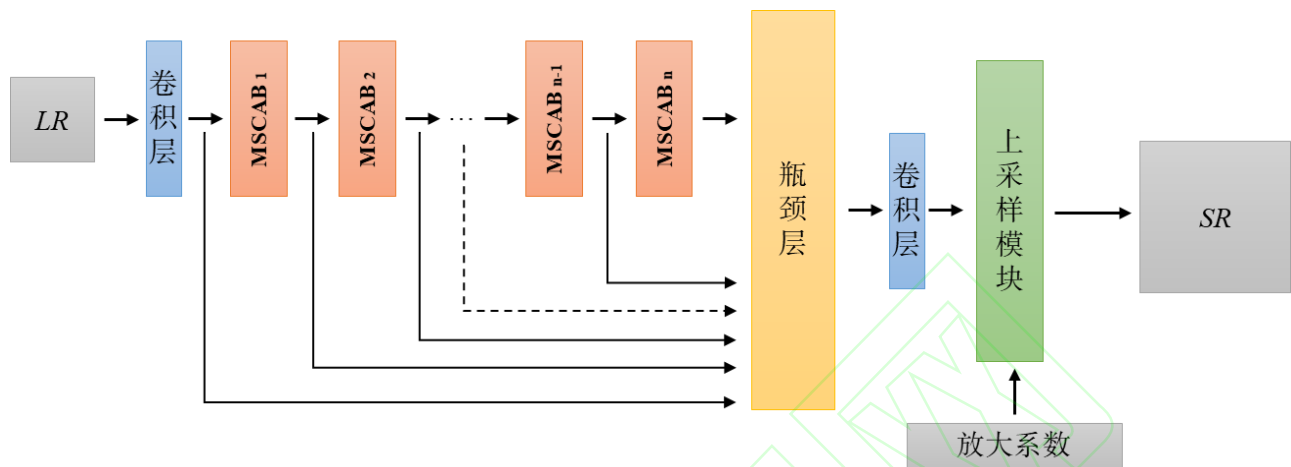 LR
卷积层
MSCAB 1
MSCAB 2
...
MSCAB n-1
MSCAB n
瓶颈层
卷积层
上采样模块
SR
放大系数